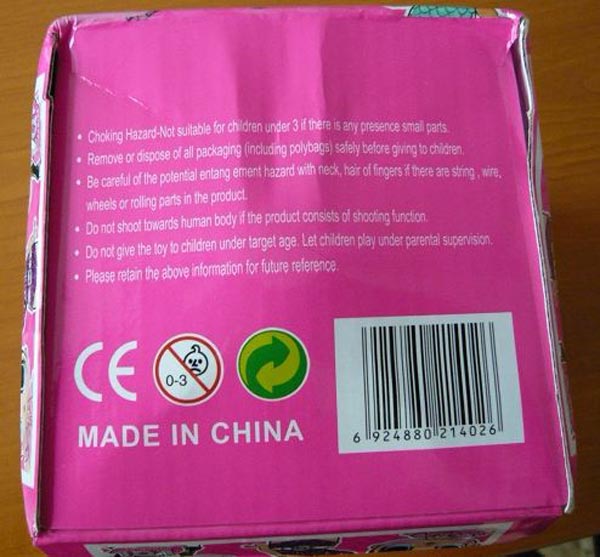 • Choking Hazard-Not suitable for children under 3 if there is any presence small parts.
• Remove or dispose of all packaging (including polybags) safely before giving to children.
• Be careful of the potential entang ement hazard with neck, hair of fingers if there are string , wire,
wheels or rolling parts in the product.
• Do not shoot towards human body if the product consists of shooting function.
• Do not give the toy to children under target age. Let children play under parental supervision.
• Please retain the above information for future reference.
CE 0-3
MADE IN CHINA
6 924880 214026